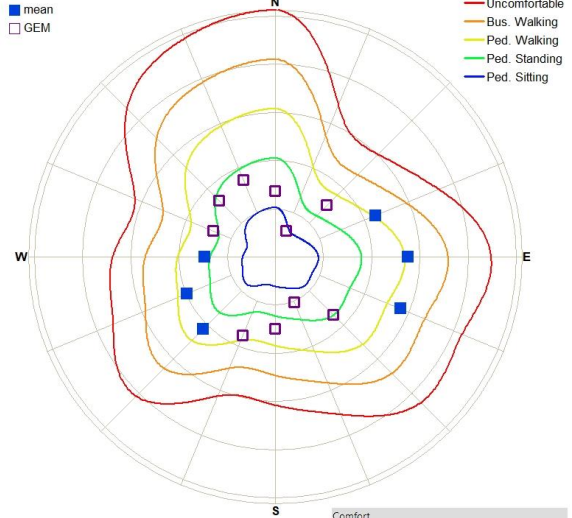 mean
GEM
N
Uncomfortable
Bus. Walking
Ped. Walking
Ped. Standing
Ped. Sitting
W
E
S
Comfort